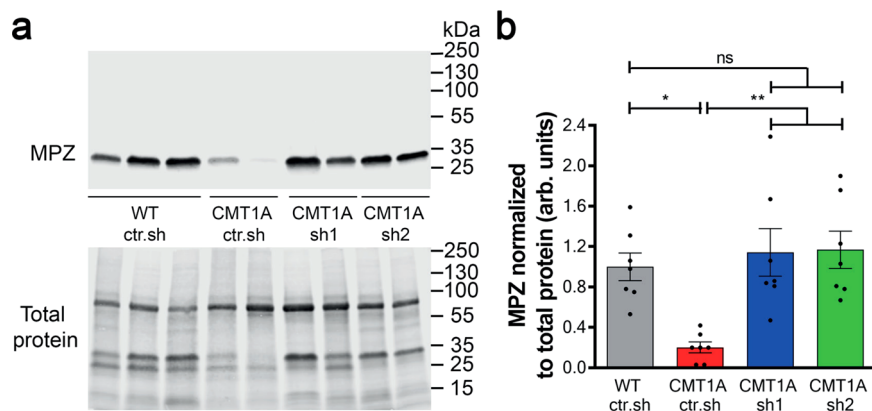 a
kDa
250
130
100
55
35
25
MPZ
WT
ctr.sh
CMT1A
ctr.sh
CMT1A
sh1
CMT1A
sh2
250
130
100
55
35
25
15
Total
protein
b
ns
*
**
MPZ normalized
to total protein (arb. units)
2.4
2.0
1.6
1.2
0.8
0.4
0.0
WT
ctr.sh
CMT1A
ctr.sh
CMT1A
sh1
CMT1A
sh2